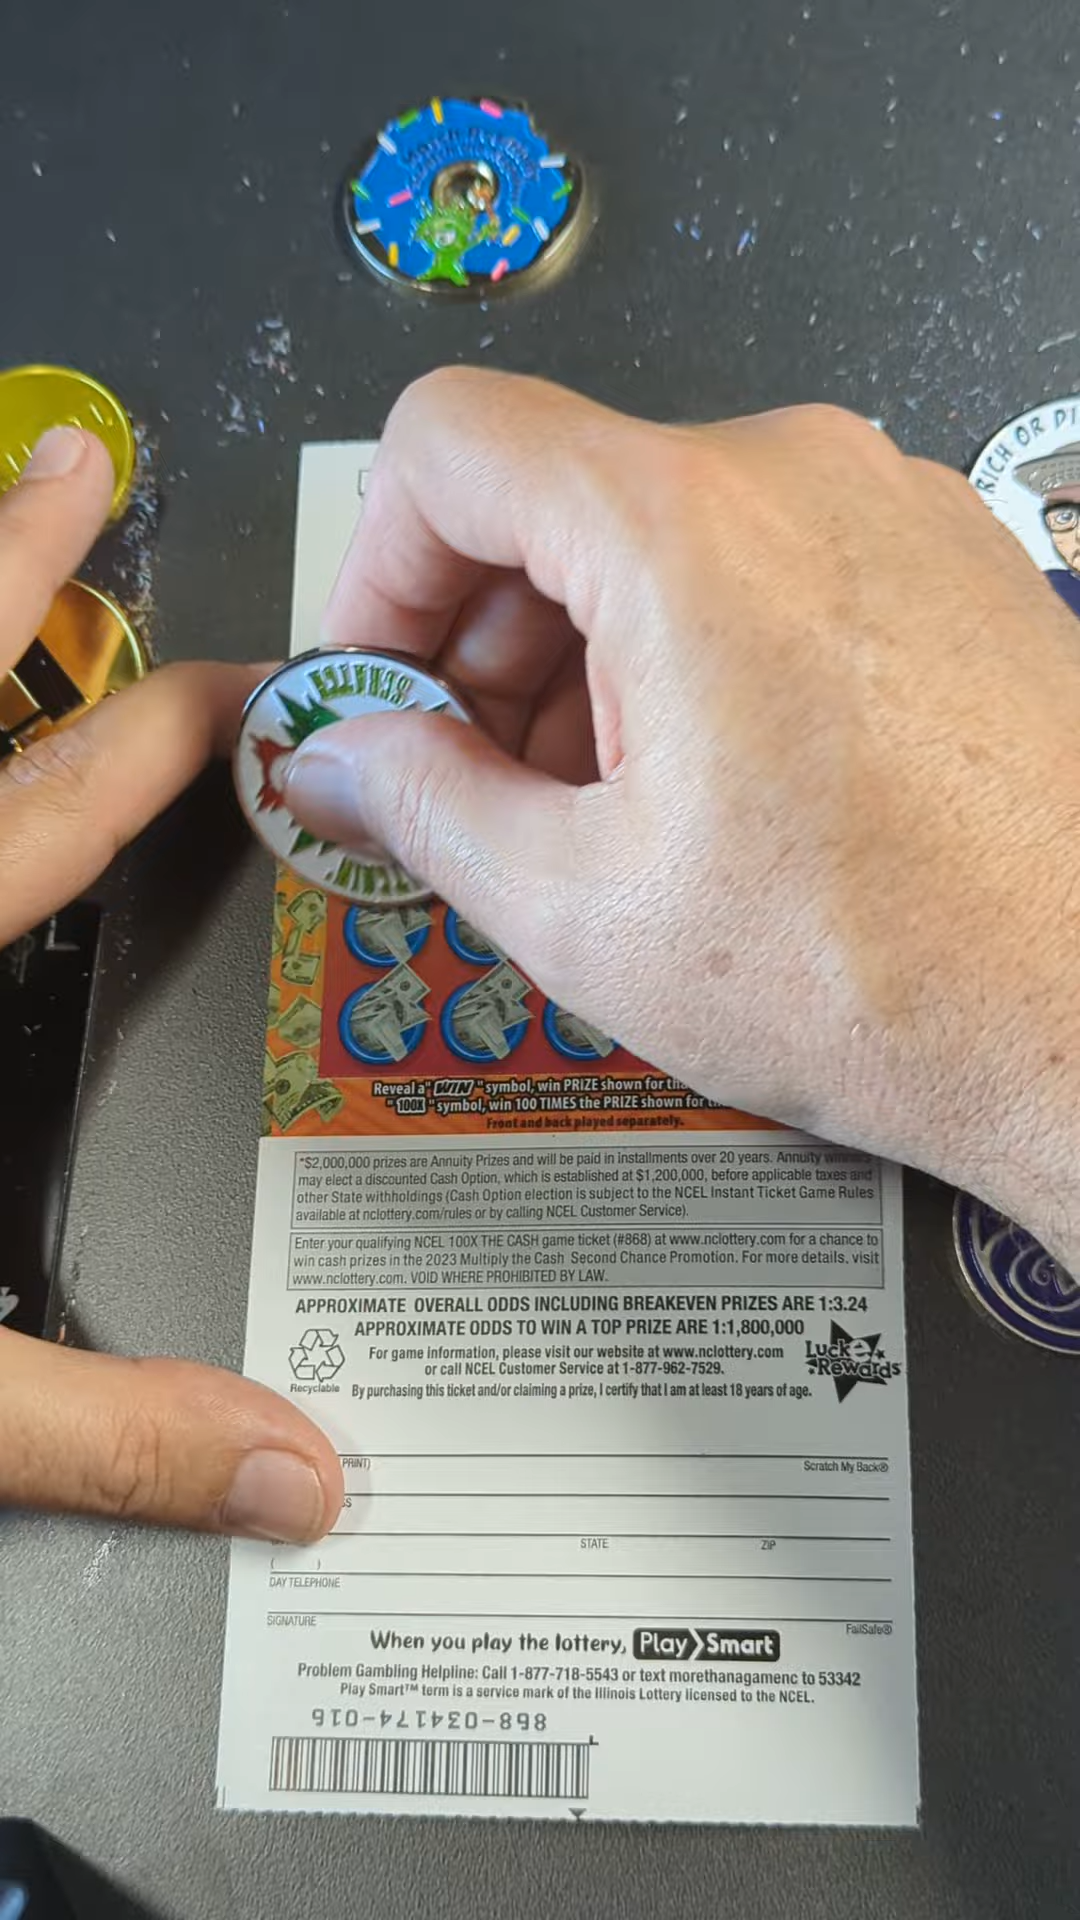 RICH OR DI
SCRATCH
Reveal a "WIN" symbol, win PRIZE shown for
"100X" symbol, win 100 TIMES the PRIZE shown for
Front and back played separately.
*$2,000,000 prizes are Annuity Prizes and will be paid in installments over 20 years. Annuity winners
may elect a discounted Cash Option, which is established at $1,200,000, before applicable taxes and
other State withholdings (Cash Option election is subject to the NCEL Instant Ticket Game Rules
available at nclottery.com/rules or by calling NCEL Customer Service).
Enter your qualifying NCEL 100X THE CASH game ticket (#868) at www.nclottery.com for a chance to
win cash prizes in the 2023 Multiply the Cash Second Chance Promotion. For more details, visit
www.nclottery.com. VOID WHERE PROHIBITED BY LAW.
APPROXIMATE OVERALL ODDS INCLUDING BREAKEVEN PRIZES ARE 1:3.24
APPROXIMATE ODDS TO WIN A TOP PRIZE ARE 1:1,800,000
For game information, please visit our website at www.nclottery.com
or call NCEL Customer Service at 1-877-962-7529.
Lucke
Rewards
Recyclable
By purchasing this ticket and/or claiming a prize, I certify that I am at least 18 years of age.
PRINT)
Scratch My Back®
SS
STATE
ZIP
( )
DAY TELEPHONE
SIGNATURE
FailSafe®
When you play the lottery, Play Smart
Problem Gambling Helpline: Call 1-877-718-5543 or text morethanagamenc to 53342
Play Smart™ term is a service mark of the Illinois Lottery licensed to the NCEL.
868-034174-016